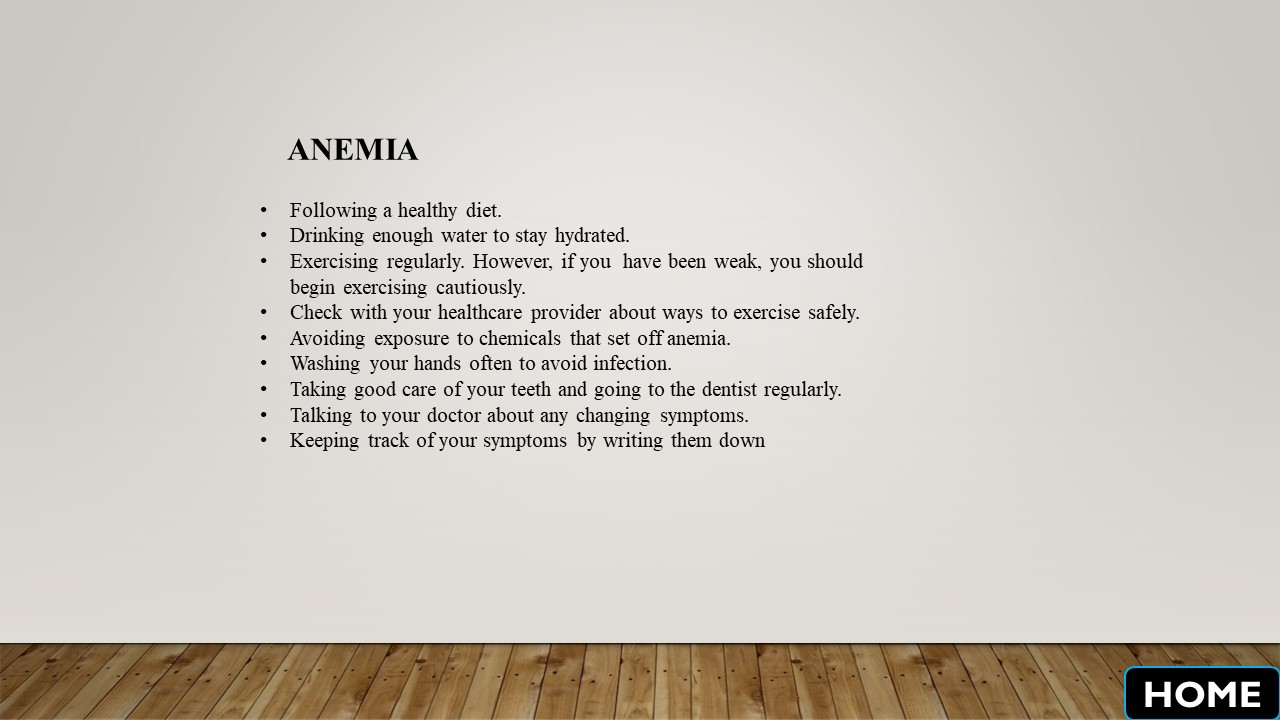 ANEMIA
• Following a healthy diet.
• Drinking enough water to stay hydrated.
• Exercising regularly. However, if you have been weak, you should
begin exercising cautiously.
• Check with your healthcare provider about ways to exercise safely.
• Avoiding exposure to chemicals that set off anemia.
• Washing your hands often to avoid infection.
• Taking good care of your teeth and going to the dentist regularly.
• Talking to your doctor about any changing symptoms.
• Keeping track of your symptoms by writing them down
HOME